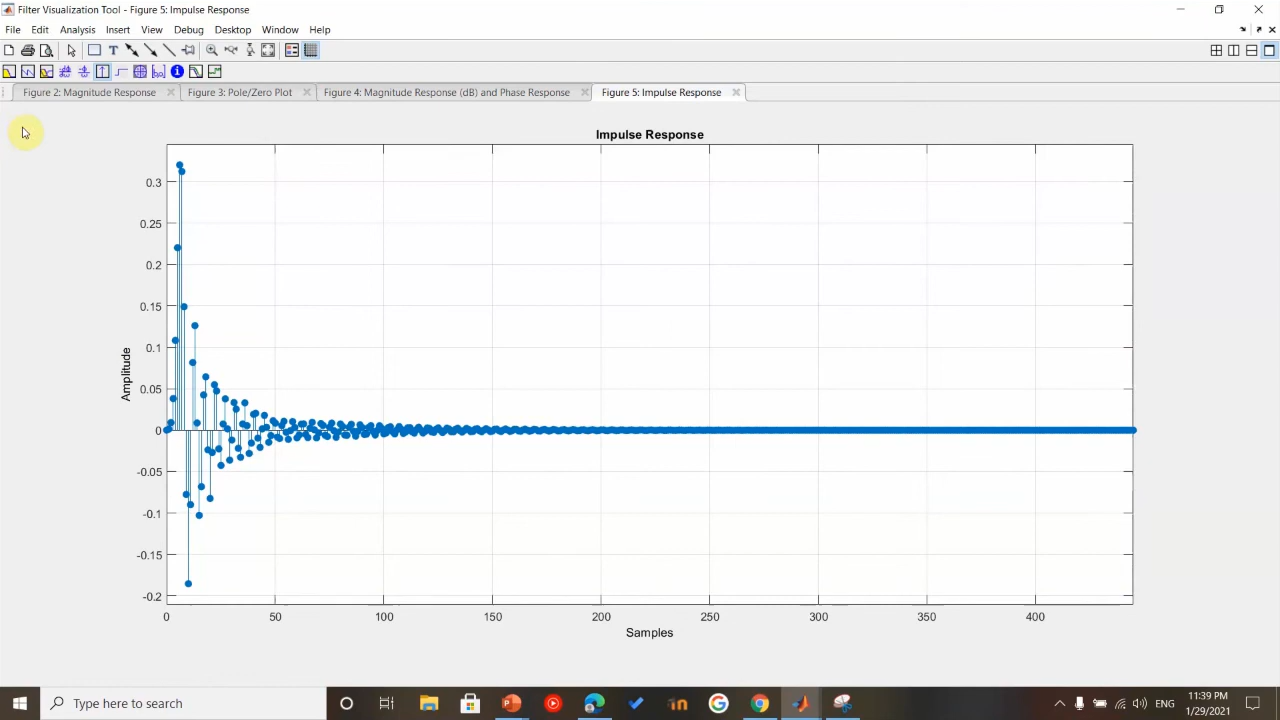 Filter Visualization Tool - Figure 5: Impulse Response
File Edit Analysis Insert View Debug Desktop Window Help
Figure 2: Magnitude Response Figure 3: Pole/Zero Plot Figure 4: Magnitude Response (dB) and Phase Response Figure 5: Impulse Response
Impulse Response
0.3
0.25
0.2
0.15
0.1
0.05
0
-0.05
-0.1
-0.15
-0.2
Amplitude
0 50 100 150 200 250 300 350 400
Samples
Type here to search
ENG
11:39 PM
1/29/2021